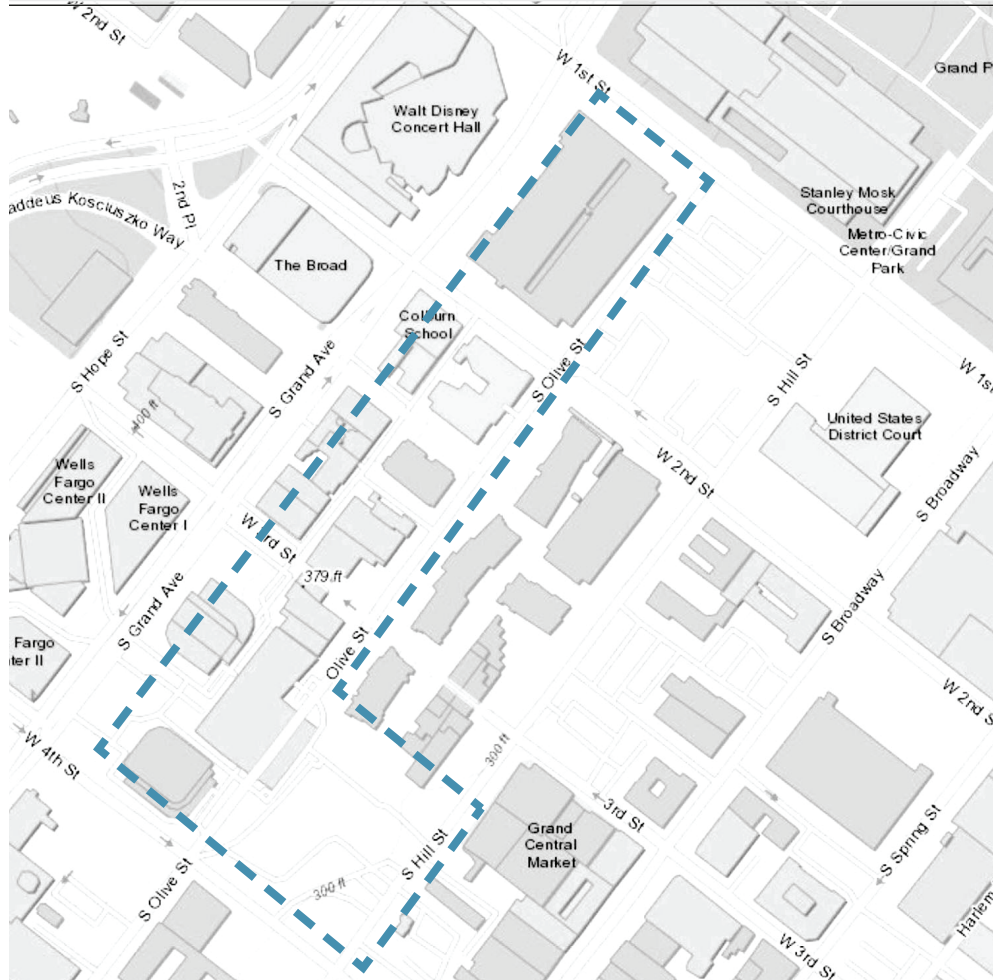 W 2nd St
W 1st St
Grand P
Walt Disney
Concert Hall
2nd Pl
Stanley Mosk
Courthouse
addeus Kosciuszko Way
Metro-Civic
Center/Grand
Park
The Broad
Colburn
School
S Hope St
S Grand Ave
S Olive St
S Hill St
W 1st
400 ft
United States
District Court
Wells
Fargo
Center II
Wells
Fargo
Center I
W 2nd St
S Broadway
W 3rd St
379 ft
S Grand Ave
S Broadway
Fargo
ter II
Olive St
W 2nd S
W 4th St
300 ft
3rd St
Grand
Central
Market
S Hill St
S Spring St
300 ft
S Olive St
Harlem
W 3rd St